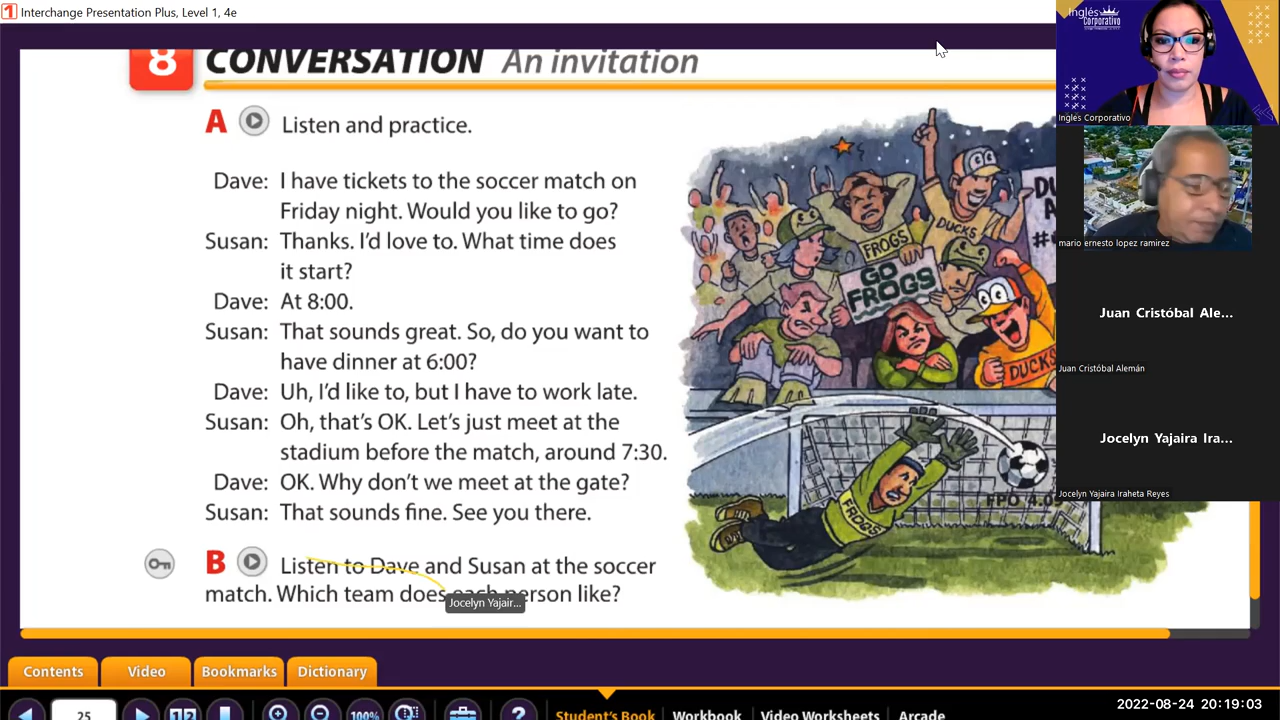 Interchange Presentation Plus, Level 1, 4e
8 CONVERSATION An invitation
A Listen and practice.
Dave: I have tickets to the soccer match on
Friday night. Would you like to go?
Susan: Thanks. I'd love to. What time does
it start?
Dave: At 8:00.
Susan: That sounds great. So, do you want to
have dinner at 6:00?
Dave: Uh, I'd like to, but I have to work late.
Susan: Oh, that's OK. Let's just meet at the
stadium before the match, around 7:30.
Dave: OK. Why don't we meet at the gate?
Susan: That sounds fine. See you there.
B Listen to Dave and Susan at the soccer
match. Which team does each person like?
Jocelyn Yajair...
FROGS
DUCKS
GO
FROGS
DUCKS
FROGS
Inglés
Corporativo
Inglés Corporativo
mario ernesto lopez ramirez
Juan Cristóbal Ale...
Juan Cristóbal Alemán
Jocelyn Yajaira Ira...
Jocelyn Yajaira Iraheta Reyes
Contents
Video
Bookmarks
Dictionary
25
100%
Student's Book
Workbook
Video Worksheets
Arcade
2022-08-24 20:19:03